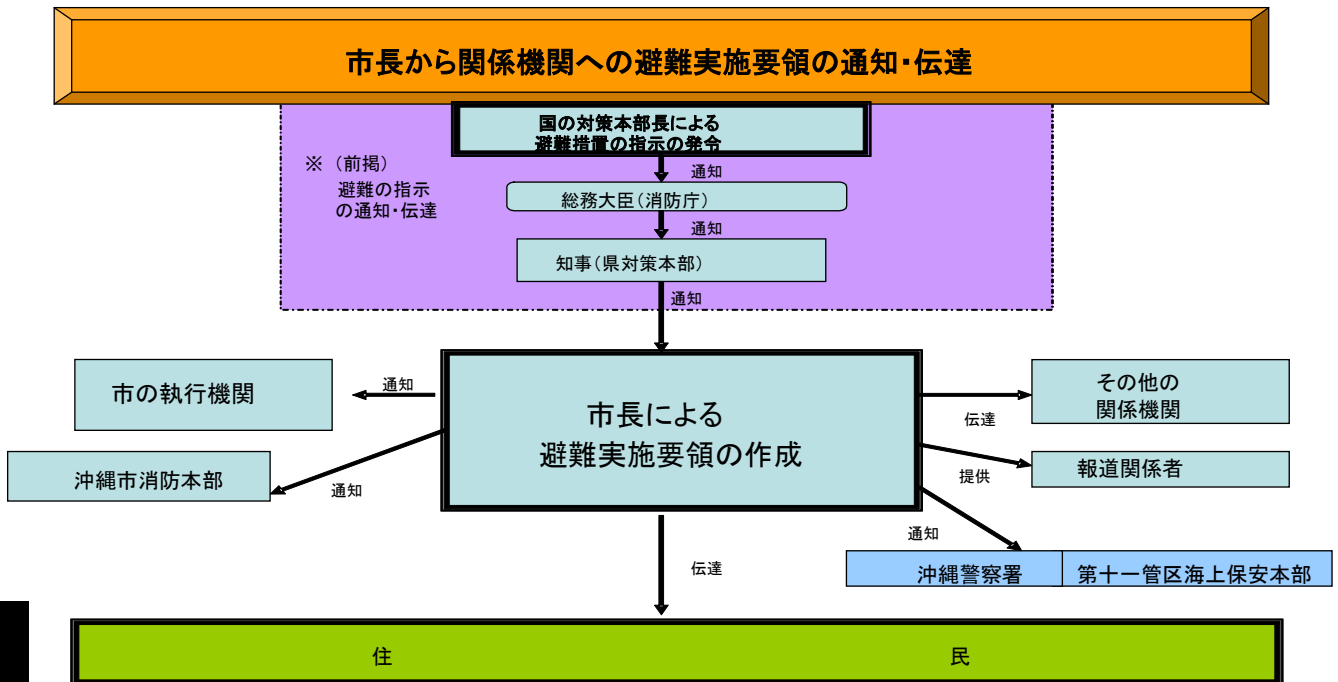 市長から関係機関への避難実施要領の通知・伝達
国の対策本部長による
避難措置の指示の発令
※（前掲）
避難の指示
の通知・伝達
通知
総務大臣（消防庁）
通知
知事（県対策本部）
通知
市の執行機関
通知
市長による
避難実施要領の作成
その他の
関係機関
伝達
沖縄市消防本部
通知
報道関係者
提供
通知
沖縄警察署
第十一管区海上保安本部
伝達
住 民